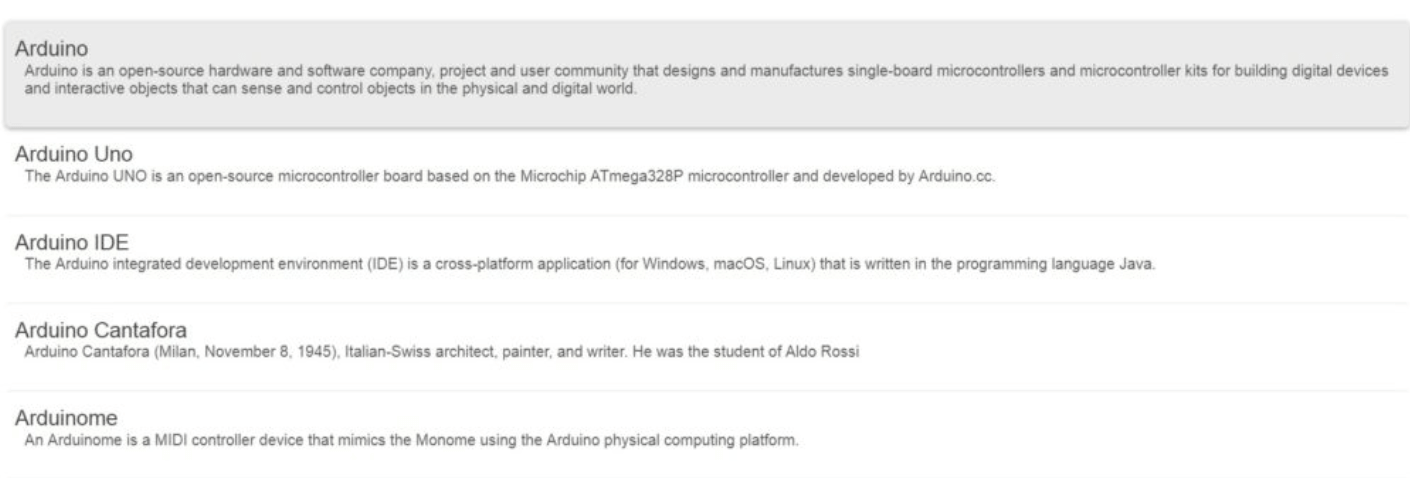 Arduino
Arduino is an open-source hardware and software company, project and user community that designs and manufactures single-board microcontrollers and microcontroller kits for building digital devices
and interactive objects that can sense and control objects in the physical and digital world.
Arduino Uno
The Arduino UNO is an open-source microcontroller board based on the Microchip ATmega328P microcontroller and developed by Arduino.cc.
Arduino IDE
The Arduino integrated development environment (IDE) is a cross-platform application (for Windows, macOS, Linux) that is written in the programming language Java.
Arduino Cantafora
Arduino Cantafora (Milan, November 8, 1945), Italian-Swiss architect, painter, and writer. He was the student of Aldo Rossi
Arduinome
An Arduinome is a MIDI controller device that mimics the Monome using the Arduino physical computing platform.